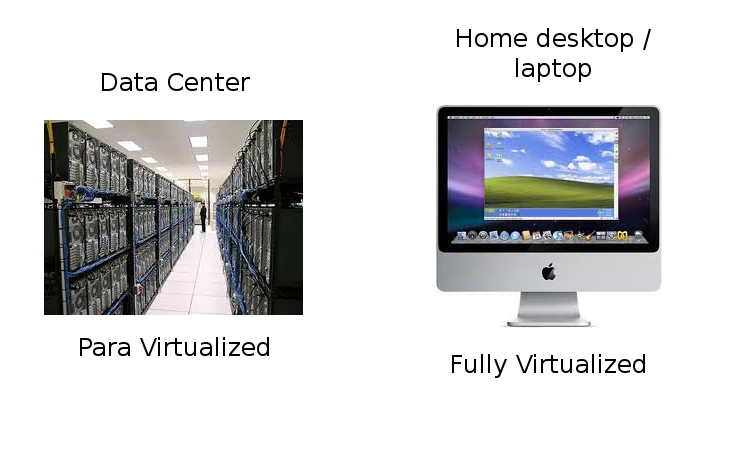 Data Center
Para Virtualized
Home desktop /
laptop
Fully Virtualized